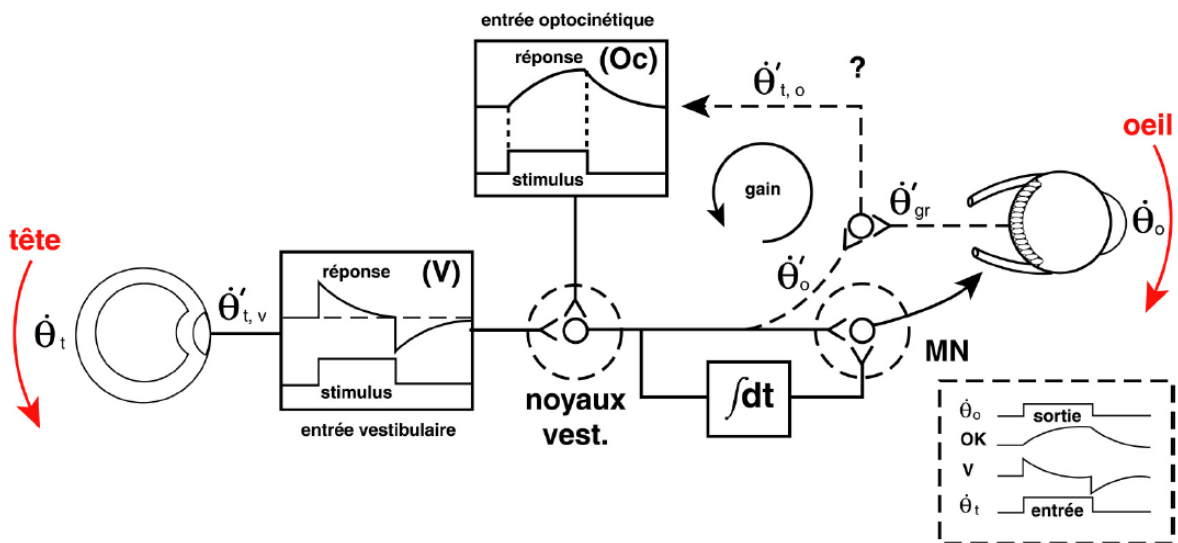 entrée optocinétique
réponse
(Oc)
stimulus
?
θ̇′t, o
oeil
gain
θ̇′gr
θ̇o
tête
θ̇t
θ̇′t, v
réponse
(V)
stimulus
entrée vestibulaire
noyaux
vest.
θ̇′o
∫dt
MN
θ̇o
sortie
OK
V
θ̇t
entrée